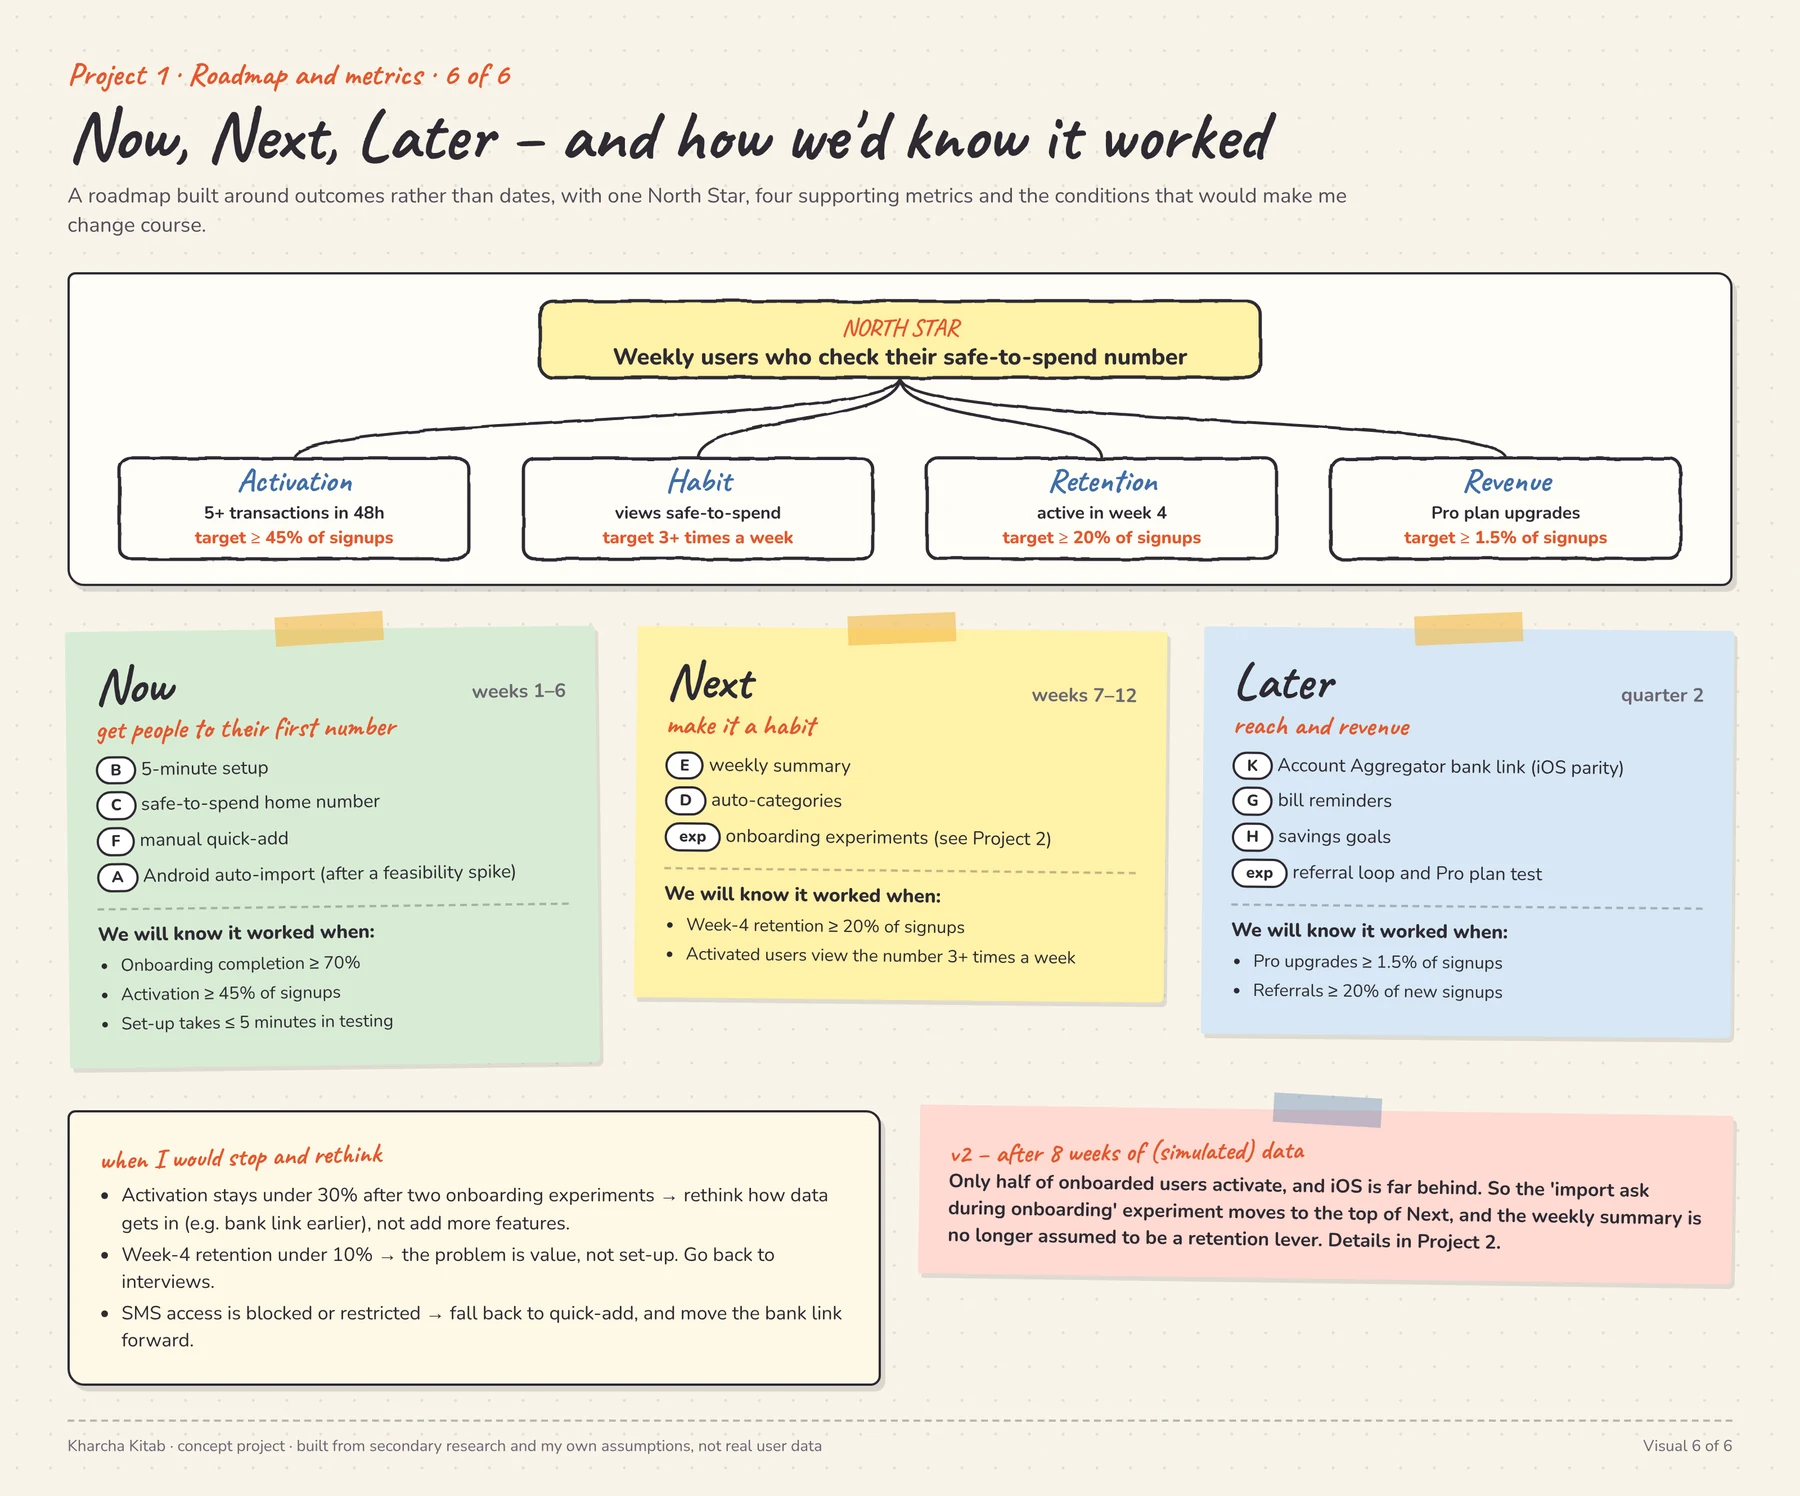 Project 1 · Roadmap and metrics · 6 of 6
Now, Next, Later – and how we'd know it worked
A roadmap built around outcomes rather than dates, with one North Star, four supporting metrics and the conditions that would make me
change course.
NORTH STAR
Weekly users who check their safe-to-spend number
Activation
5+ transactions in 48h
target ≥ 45% of signups
Habit
views safe-to-spend
target 3+ times a week
Retention
active in week 4
target ≥ 20% of signups
Revenue
Pro plan upgrades
target ≥ 1.5% of signups
Now weeks 1–6
get people to their first number
B 5-minute setup
C safe-to-spend home number
F manual quick-add
A Android auto-import (after a feasibility spike)
We will know it worked when:
• Onboarding completion ≥ 70%
• Activation ≥ 45% of signups
• Set-up takes ≤ 5 minutes in testing
Next weeks 7–12
make it a habit
E weekly summary
D auto-categories
exp onboarding experiments (see Project 2)
We will know it worked when:
• Week-4 retention ≥ 20% of signups
• Activated users view the number 3+ times a week
Later quarter 2
reach and revenue
K Account Aggregator bank link (iOS parity)
G bill reminders
H savings goals
exp referral loop and Pro plan test
We will know it worked when:
• Pro upgrades ≥ 1.5% of signups
• Referrals ≥ 20% of new signups
when I would stop and rethink
• Activation stays under 30% after two onboarding experiments → rethink how data
gets in (e.g. bank link earlier), not add more features.
• Week-4 retention under 10% → the problem is value, not set-up. Go back to
interviews.
• SMS access is blocked or restricted → fall back to quick-add, and move the bank link
forward.
v2 – after 8 weeks of (simulated) data
Only half of onboarded users activate, and iOS is far behind. So the 'import ask
during onboarding' experiment moves to the top of Next, and the weekly summary is
no longer assumed to be a retention lever. Details in Project 2.
Kharcha Kitab · concept project · built from secondary research and my own assumptions, not real user data
Visual 6 of 6